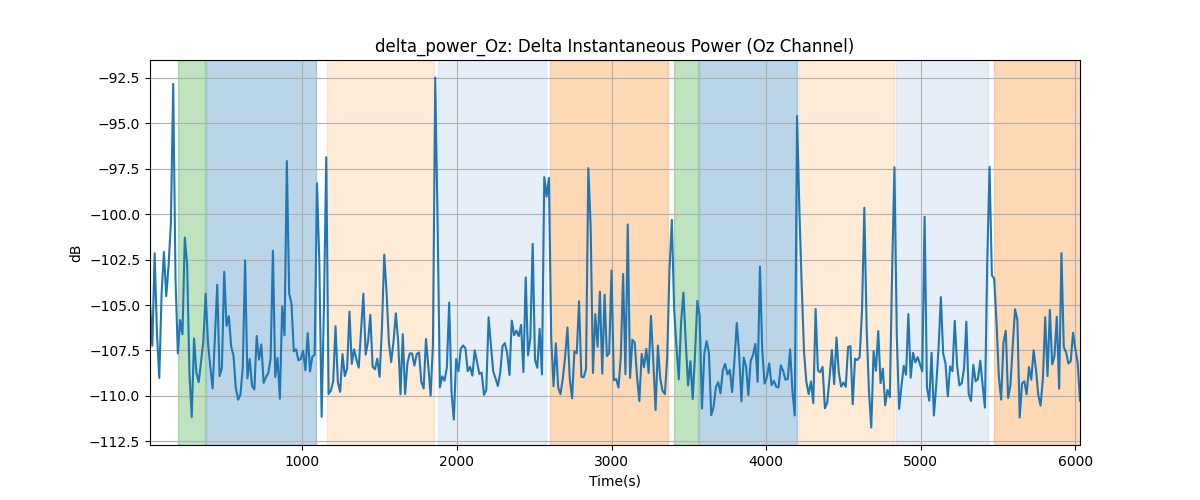 delta_power_Oz: Delta Instantaneous Power (Oz Channel)
−92.5
−95.0
−97.5
−100.0
−102.5
−105.0
−107.5
−110.0
−112.5
dB
1000 2000 3000 4000 5000 6000
Time(s)